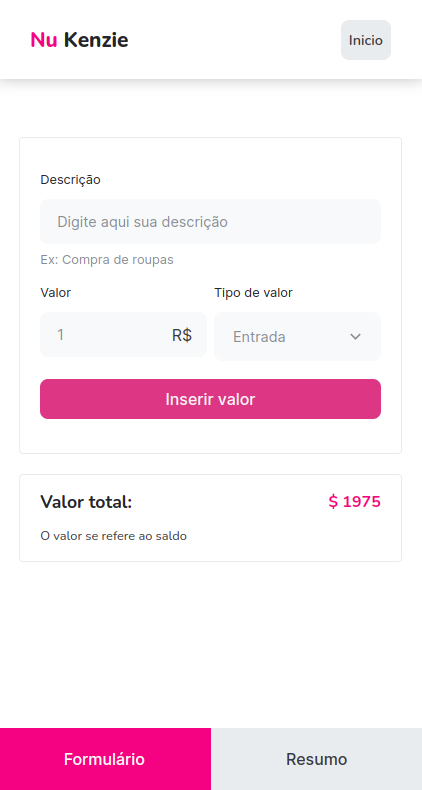 Nu Kenzie
Inicio
Descrição
Digite aqui sua descrição
Ex: Compra de roupas
Valor
Tipo de valor
1
R$
Entrada
Inserir valor
Valor total:
$ 1975
O valor se refere ao saldo
Formulário
Resumo